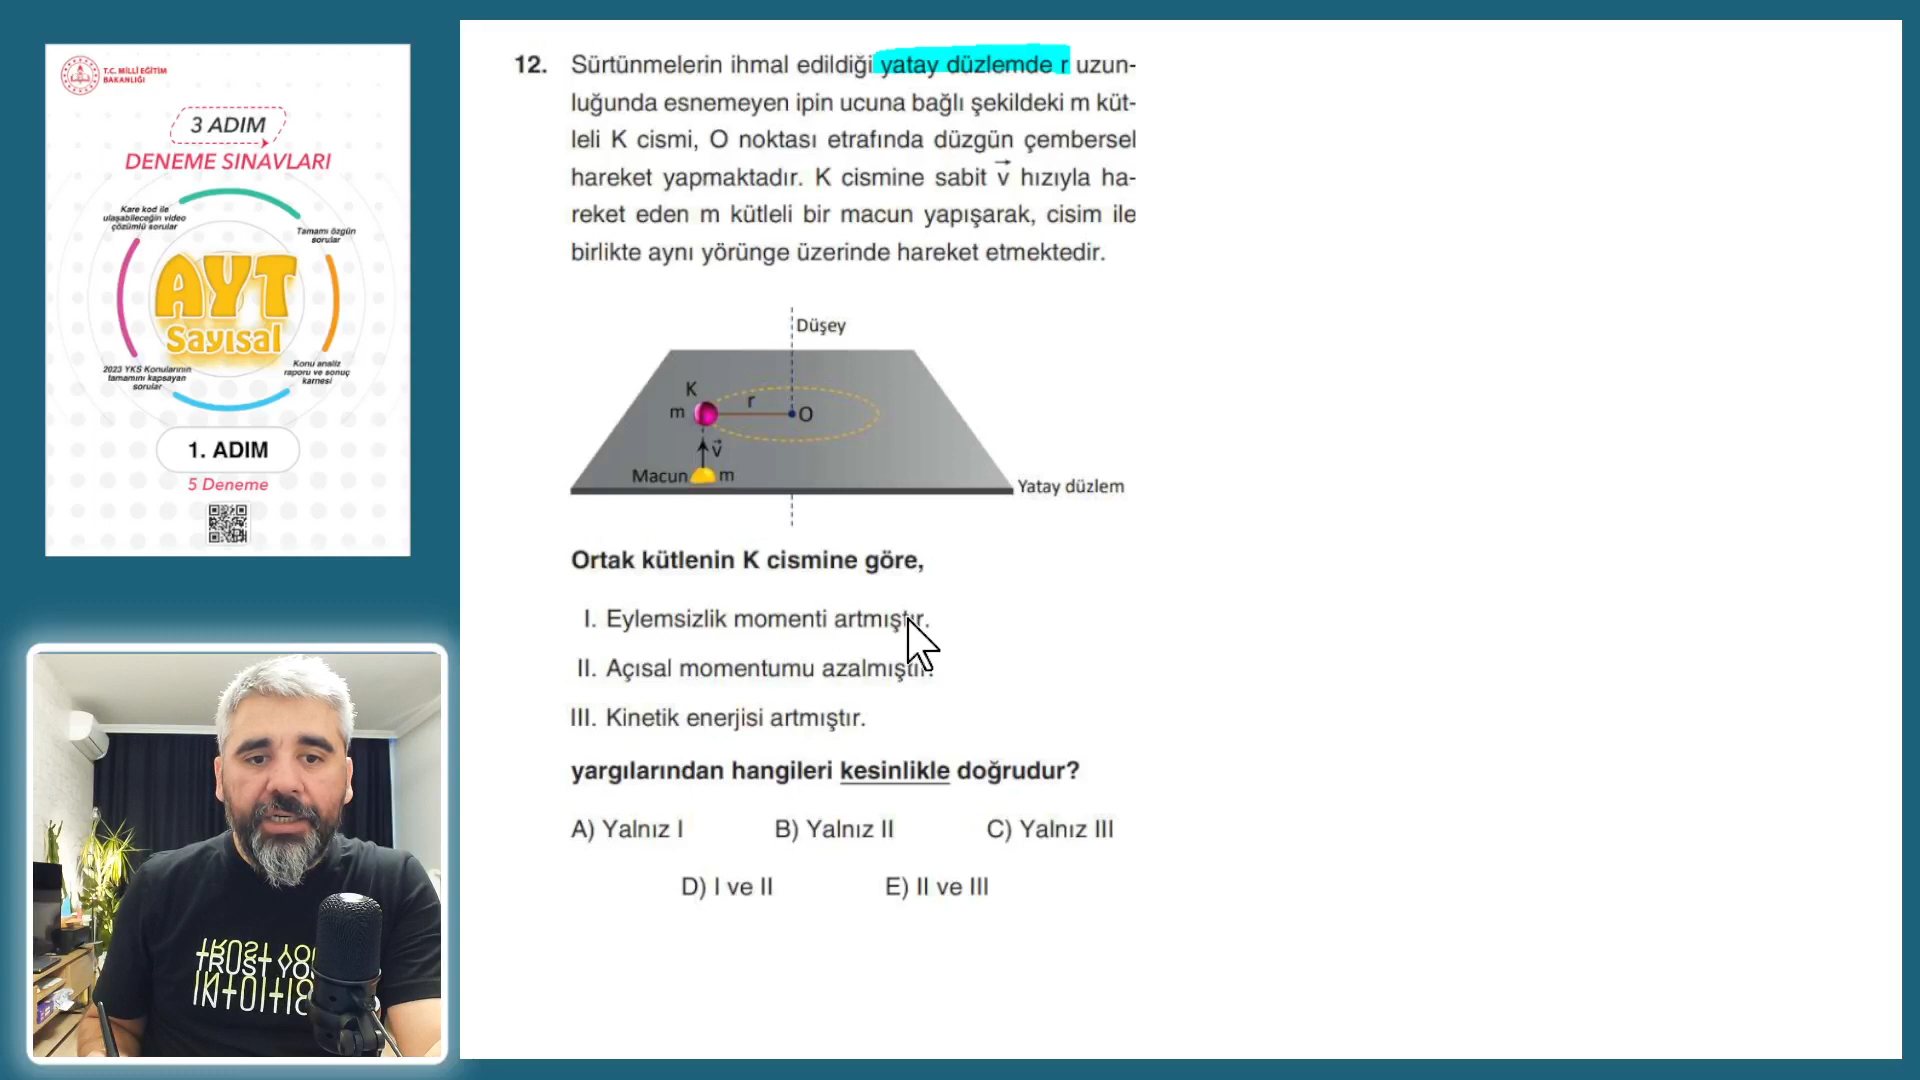 T.C. MİLLÎ EĞİTİM
BAKANLIĞI
3 ADIM
DENEME SINAVLARI
Kare kod ile
ulaşabileceğin video
çözümlü sorular
Tamamı özgün
sorular
AYT
Sayısal
2023 YKS Konularının
tamamını kapsayan
sorular
Konu analiz
raporu ve sonuç
karnesi
1. ADIM
5 Deneme
12. Sürtünmelerin ihmal edildiği yatay düzlemde r uzun-
luğunda esnemeyen ipin ucuna bağlı şekildeki m küt-
leli K cismi, O noktası etrafında düzgün çembersel
hareket yapmaktadır. K cismine sabit v⃗ hızıyla ha-
reket eden m kütleli bir macun yapışarak, cisim ile
birlikte aynı yörünge üzerinde hareket etmektedir.
Düşey
K
m
r
O
v⃗
Macun
m
Yatay düzlem
Ortak kütlenin K cismine göre,
I. Eylemsizlik momenti artmıştır.
II. Açısal momentumu azalmıştır.
III. Kinetik enerjisi artmıştır.
yargılarından hangileri kesinlikle doğrudur?
A) Yalnız I B) Yalnız II C) Yalnız III
D) I ve II E) II ve III
TRUST YOU